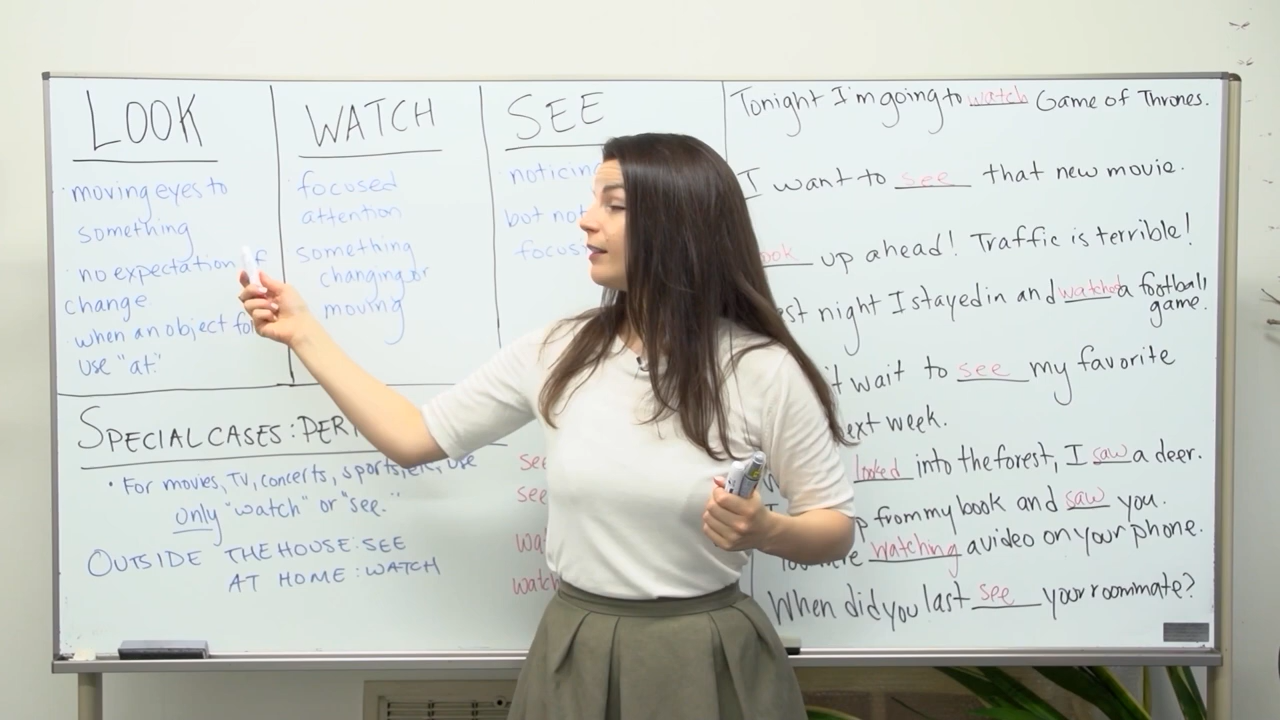 LOOK
moving eyes to
something
no expectation
change
when an object
use "at."
WATCH
focused
attention
something
changing or
moving
SEE
but not
SPECIAL CASES:
For movies, TV, concerts, sports, etc, use
only "watch" or "see."
OUTSIDE THE HOUSE: SEE
AT HOME: WATCH
see
see
Tonight I'm going to watch Game of Thrones.
I want to see that new movie.
up ahead! Traffic is terrible!
night I stayed in and watched a football
game.
wait to see my favorite
week.
looked into the forest, I saw a deer.
from my book and saw you.
watching a video on your phone.
When did you last see your roommate?